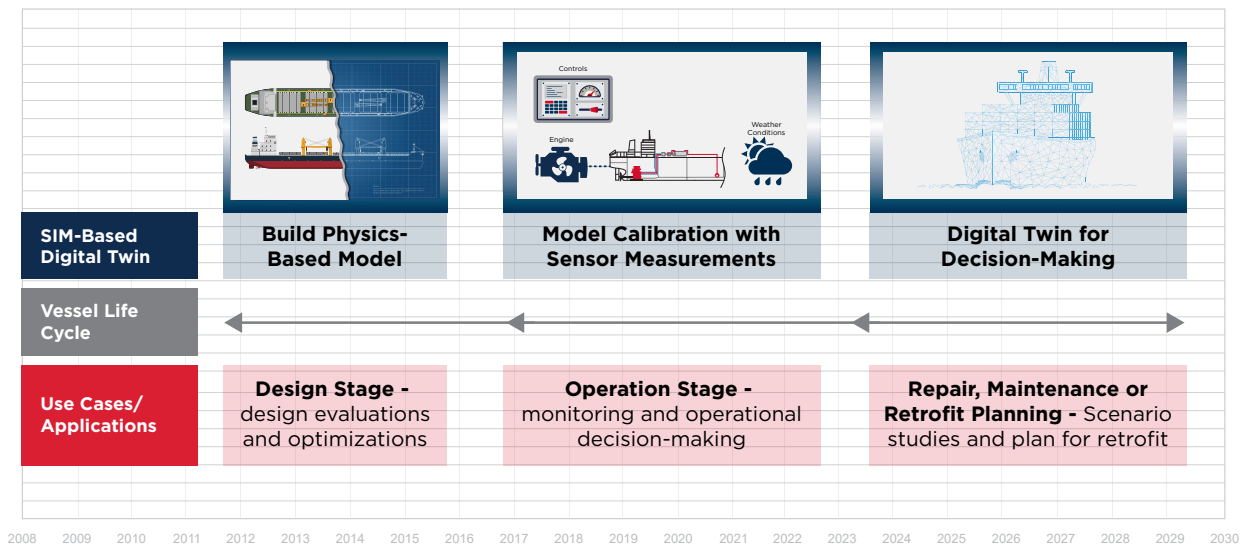 Controls
Engine
Weather
Conditions
SIM-Based
Digital Twin
Build Physics-
Based Model
Model Calibration with
Sensor Measurements
Digital Twin for
Decision-Making
Vessel Life
Cycle
Use Cases/
Applications
Design Stage -
design evaluations
and optimizations
Operation Stage -
monitoring and operational
decision-making
Repair, Maintenance or
Retrofit Planning - Scenario
studies and plan for retrofit
2008 2009 2010 2011 2012 2013 2014 2015 2016 2017 2018 2019 2020 2021 2022 2023 2024 2025 2026 2027 2028 2029 2030